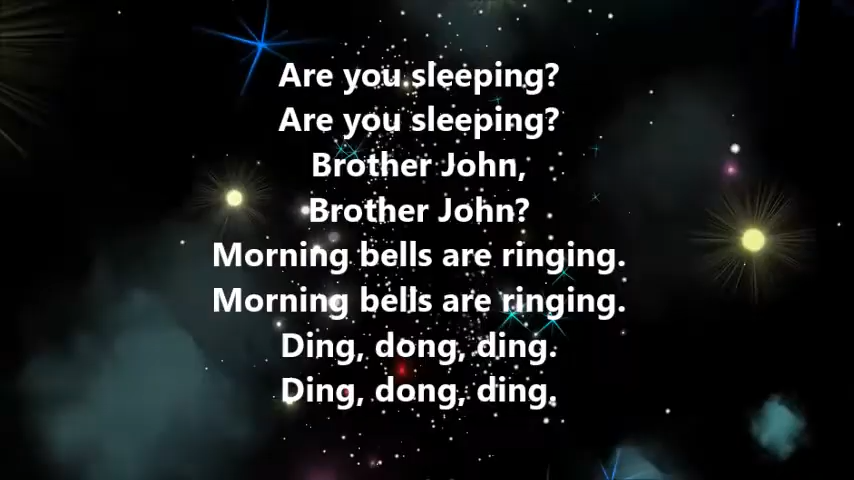 Are you sleeping?
Are you sleeping?
Brother John,
Brother John?
Morning bells are ringing.
Morning bells are ringing.
Ding, dong, ding.
Ding, dong, ding.